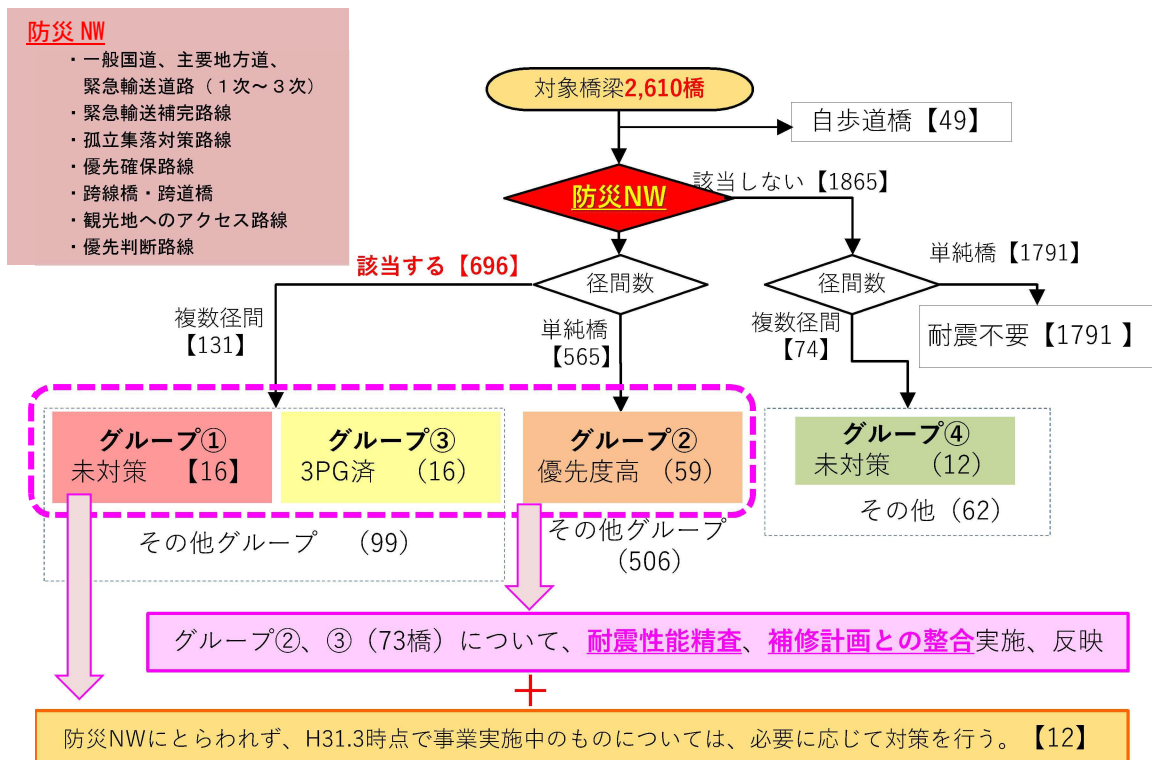 防災 NW
・一般国道、主要地方道、
緊急輸送道路（１次～３次）
・緊急輸送補完路線
・孤立集落対策路線
・優先確保路線
・跨線橋・跨道橋
・観光地へのアクセス路線
・優先判断路線
対象橋梁2,610橋
自歩道橋【49】
防災NW
該当しない【1865】
該当する【696】
径間数
径間数
単純橋【1791】
複数径間
【131】
単純橋
【565】
複数径間
【74】
耐震不要【1791 】
グループ①
未対策 【16】
グループ③
3PG済 （16）
グループ②
優先度高 （59）
グループ④
未対策 （12）
その他グループ （99）
その他グループ
（506）
その他（62）
グループ②、③（73橋）について、耐震性能精査、補修計画との整合実施、反映
＋
防災NWにとらわれず、H31.3時点で事業実施中のものについては、必要に応じて対策を行う。【12】